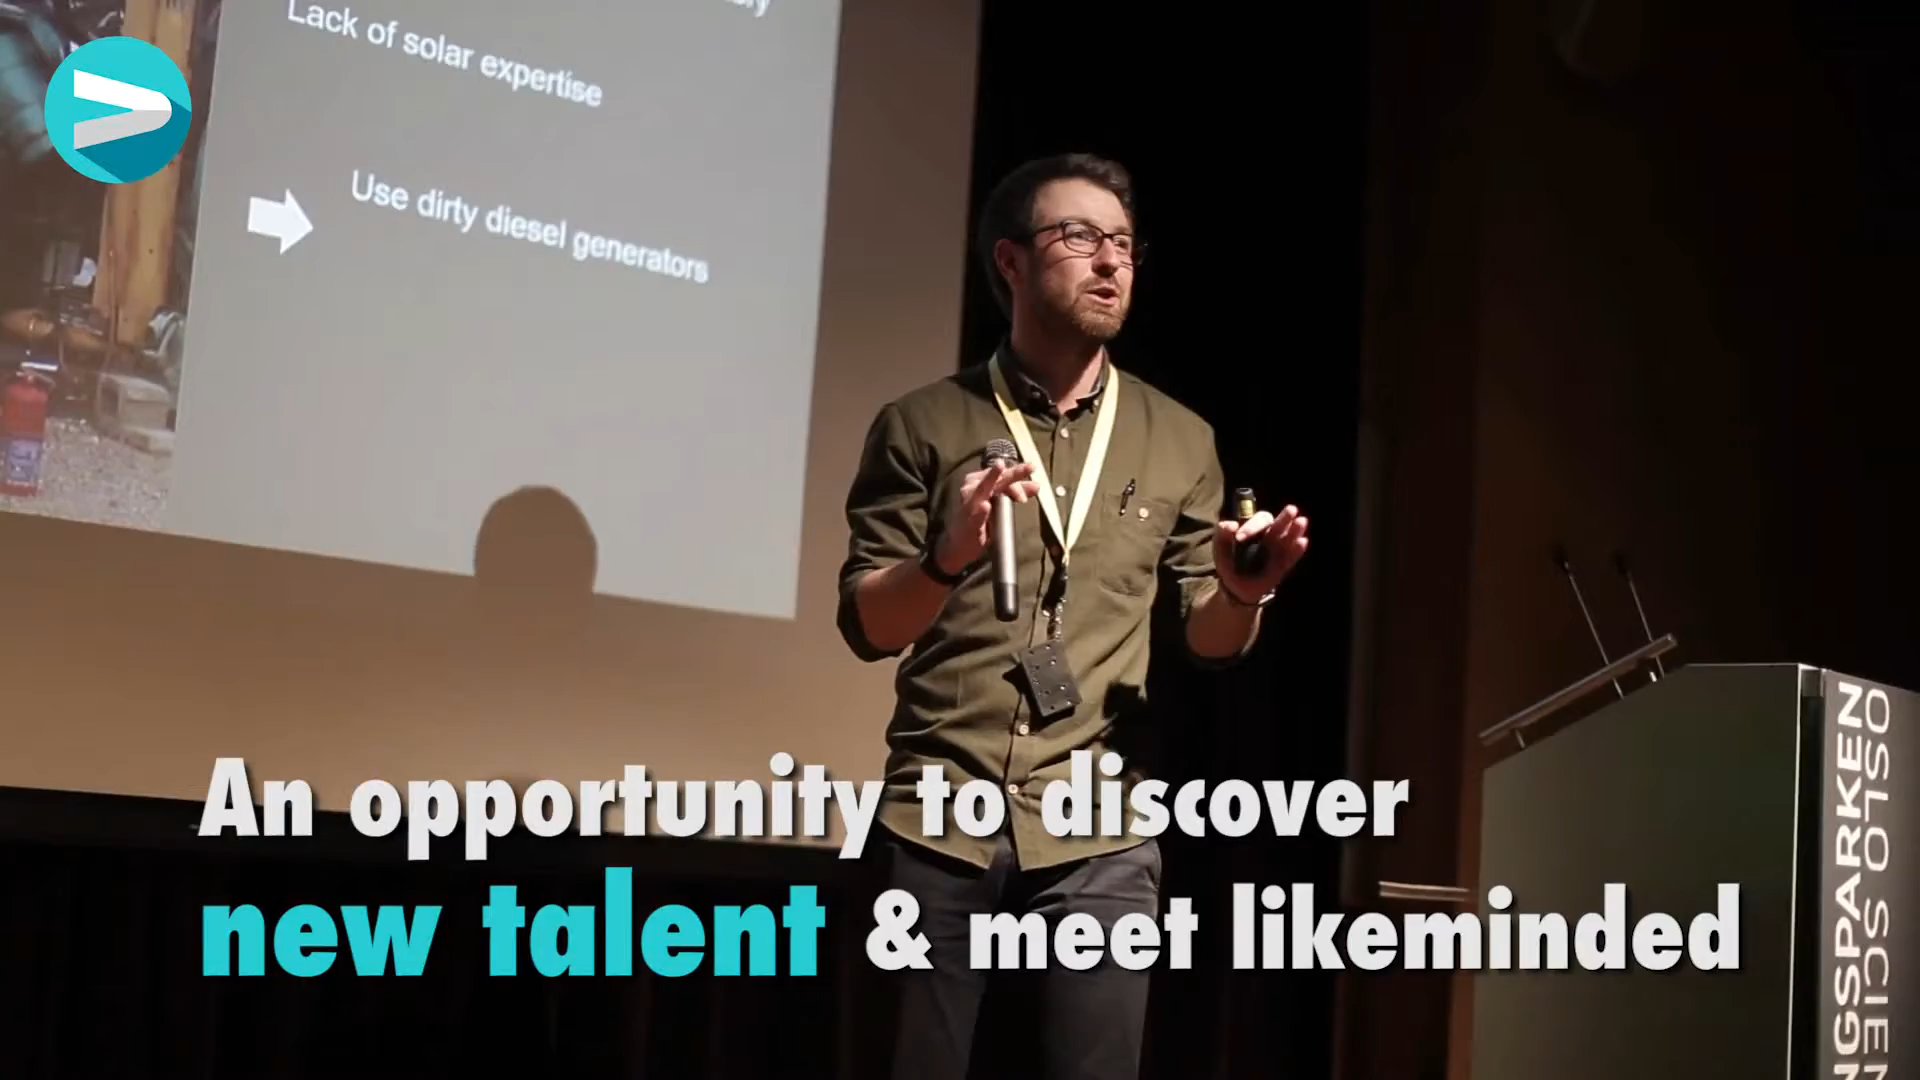 Lack of solar expertise
Use dirty diesel generators
An opportunity to discover
new talent & meet likeminded
NGSPARKEN
OSLO SCIEN